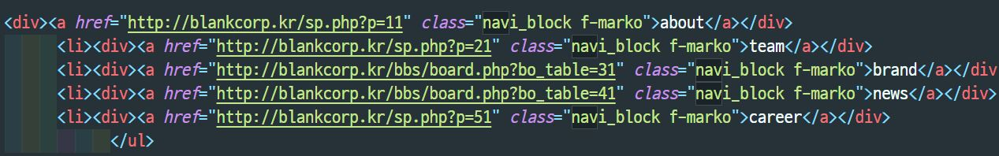 <div><a href="http://blankcorp.kr/sp.php?p=11" class="navi_block f-marko">about</a></div>
<li><div><a href="http://blankcorp.kr/sp.php?p=21" class="navi_block f-marko">team</a></div>
<li><div><a href="http://blankcorp.kr/bbs/board.php?bo_table=31" class="navi_block f-marko">brand</a></div
<li><div><a href="http://blankcorp.kr/bbs/board.php?bo_table=41" class="navi_block f-marko">news</a></div>
<li><div><a href="http://blankcorp.kr/sp.php?p=51" class="navi_block f-marko">career</a></div>
</ul>